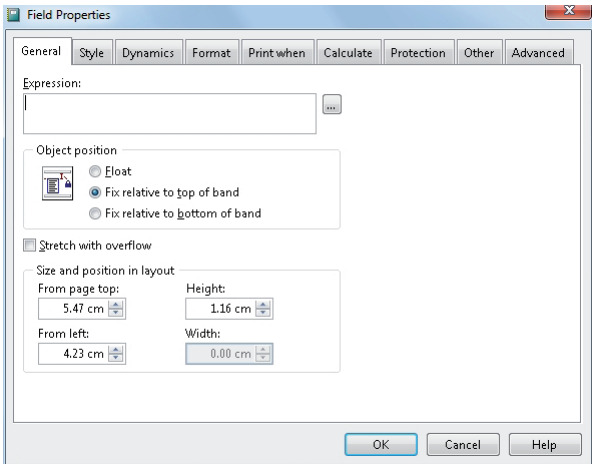 Field Properties
General Style Dynamics Format Print when Calculate Protection Other Advanced
Expression:
...
Object position
Float
Fix relative to top of band
Fix relative to bottom of band
Stretch with overflow
Size and position in layout
From page top: Height:
5.47 cm 1.16 cm
From left: Width:
4.23 cm 0.00 cm
OK Cancel Help